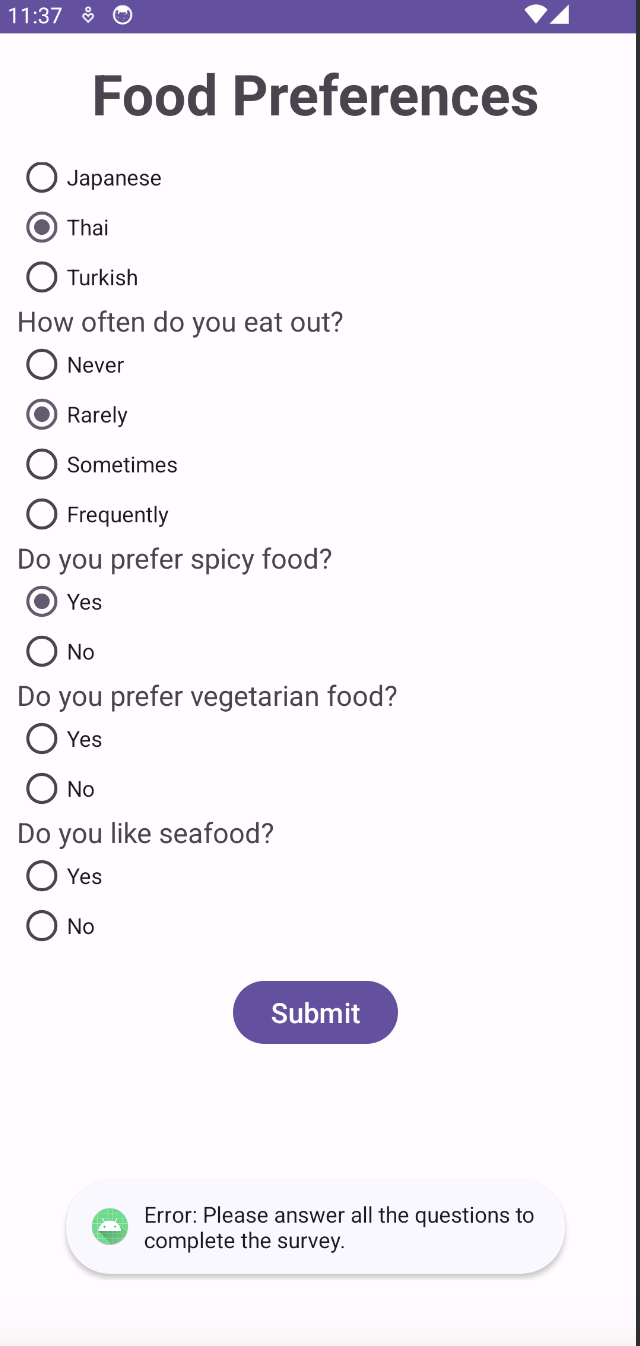 11:37
Food Preferences
Japanese
Thai
Turkish
How often do you eat out?
Never
Rarely
Sometimes
Frequently
Do you prefer spicy food?
Yes
No
Do you prefer vegetarian food?
Yes
No
Do you like seafood?
Yes
No
Submit
Error: Please answer all the questions to
complete the survey.